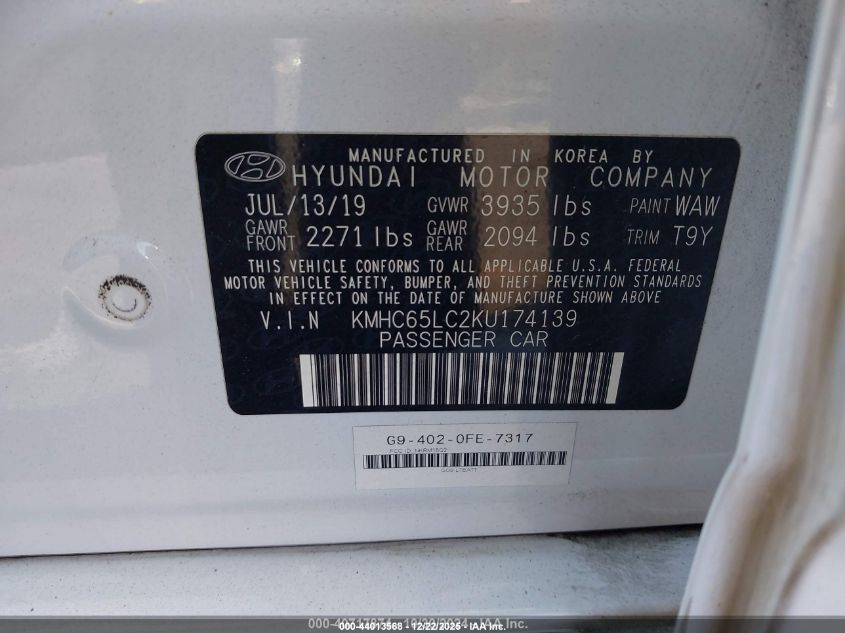 MANUFACTURED IN KOREA BY
HYUNDAI MOTOR COMPANY
JUL/13/19 GVWR 3935 lbs PAINT WAW
GAWR FRONT 2271 lbs GAWR REAR 2094 lbs TRIM T9Y
THIS VEHICLE CONFORMS TO ALL APPLICABLE U.S.A. FEDERAL
MOTOR VEHICLE SAFETY, BUMPER, AND THEFT PREVENTION STANDARDS
IN EFFECT ON THE DATE OF MANUFACTURE SHOWN ABOVE
V.I.N KMHC65LC2KU174139
PASSENGER CAR
G9-402-0FE-7317
FCC ID
44013568 - 12/22/2025 - IAA Inc.